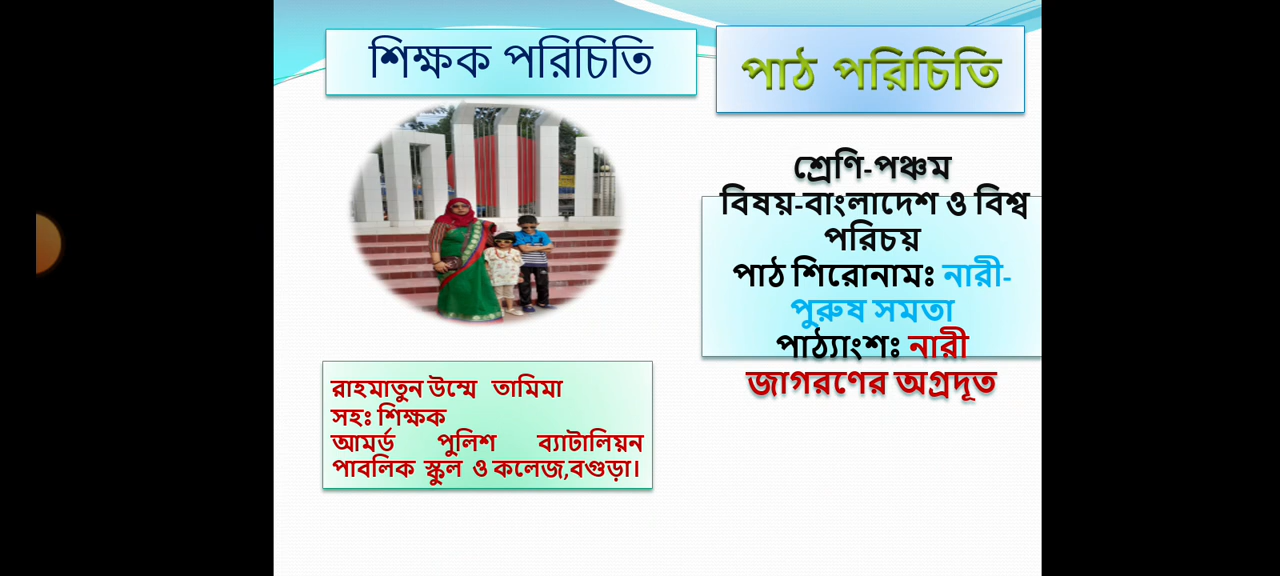 শিক্ষক পরিচিতি
রাহমাতুন উম্মে তামিমা
সহঃ শিক্ষক
আমর্ড পুলিশ ব্যাটালিয়ন
পাবলিক স্কুল ও কলেজ,বগুড়া।
পাঠ পরিচিতি
শ্রেণি-পঞ্চম
বিষয়-বাংলাদেশ ও বিশ্ব
পরিচয়
পাঠ শিরোনামঃ নারী-
পুরুষ সমতা
পাঠ্যাংশঃ নারী
জাগরণের অগ্রদূত